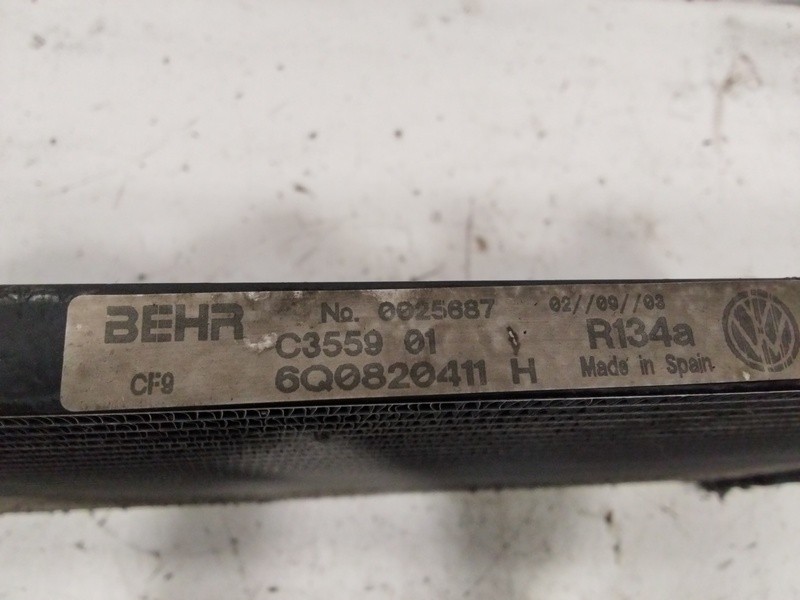 BEHR No. 0025687 02//09//03
C3559 01 R134a
CF9 6Q0820411 H Made in Spain